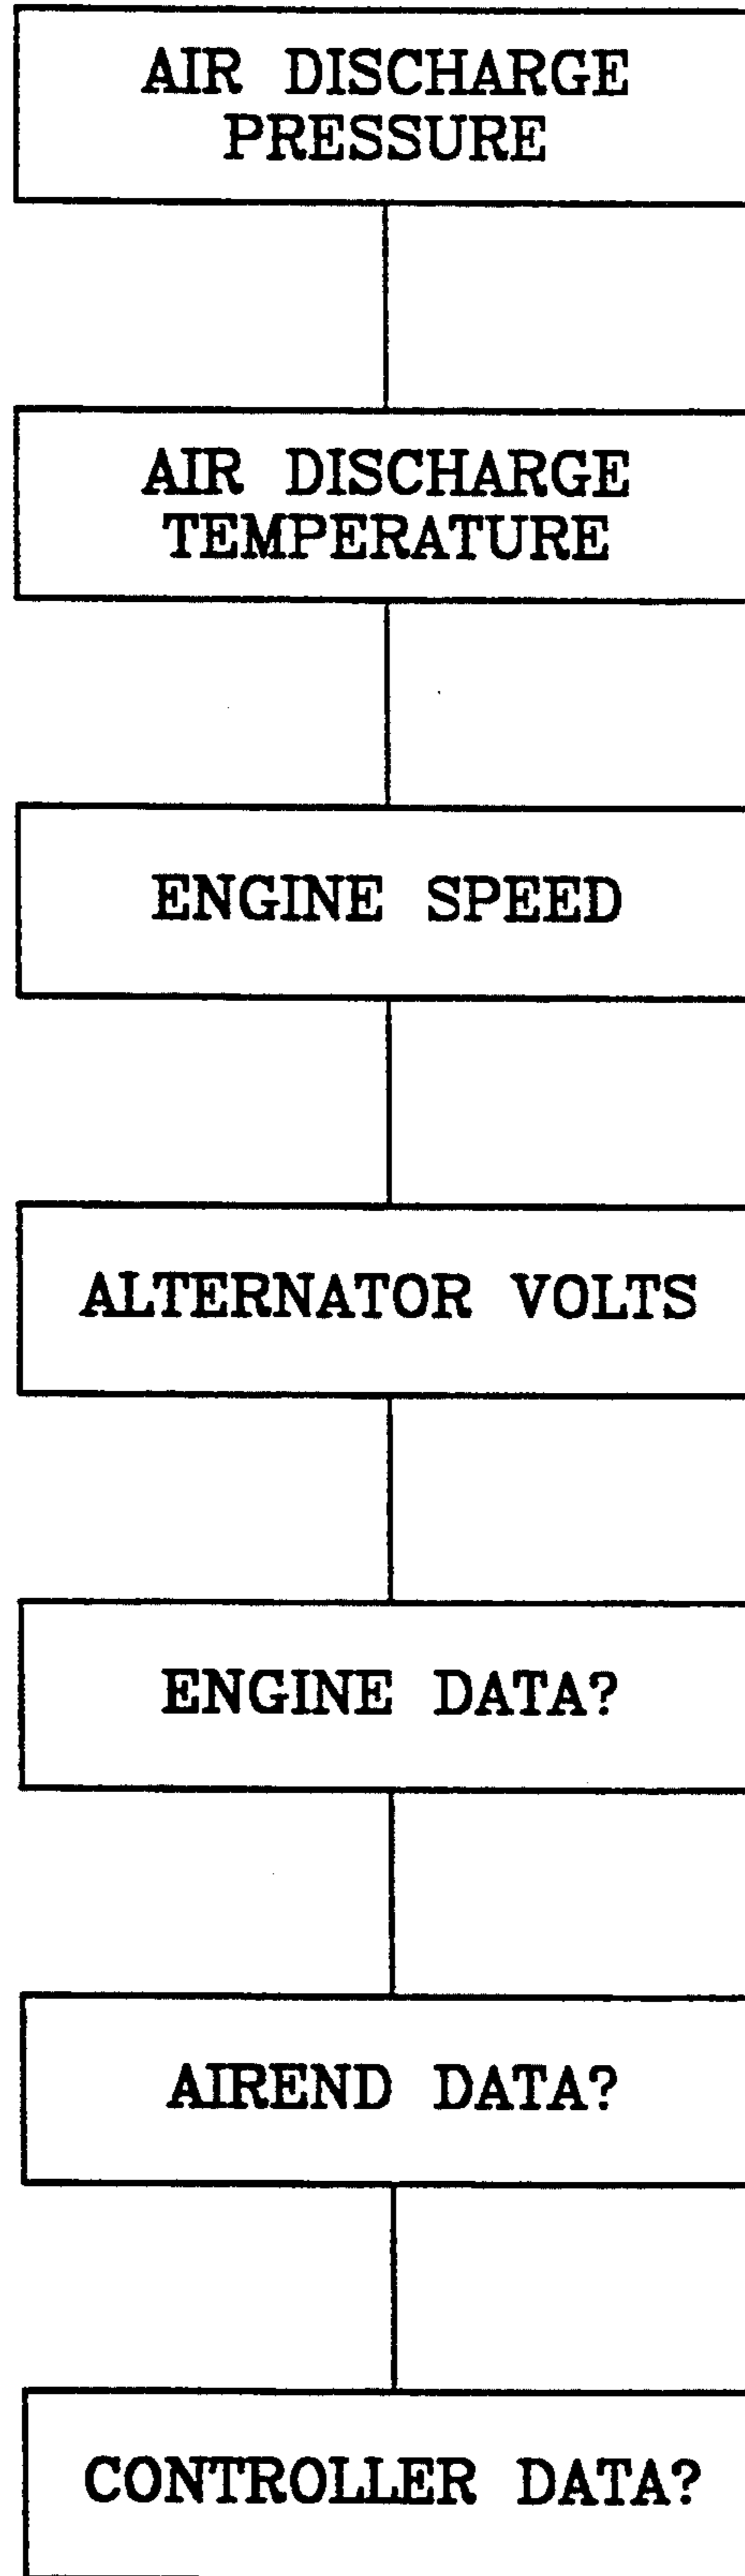 AIR DISCHARGE
PRESSURE
AIR DISCHARGE
TEMPERATURE
ENGINE SPEED
ALTERNATOR VOLTS
ENGINE DATA?
AIREND DATA?
CONTROLLER DATA?